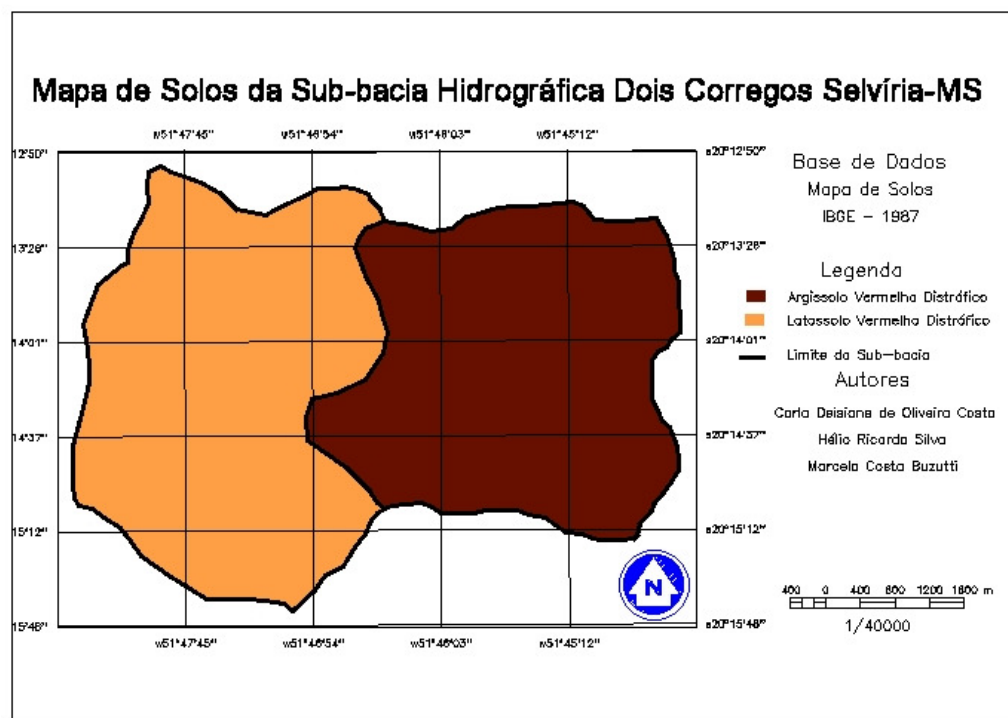 Mapa de Solos da Sub-bacia Hidrográfica Dois Corregos Selvíria-MS
w51°47'45" w51°46'54" w51°46'03" w51°45'12"
12'50" s20°12'50"
13'26" s20°13'26"
14'01" s20°14'01"
14'37" s20°14'37"
15'12" s20°15'12"
15'48" s20°15'48"
w51°47'45" w51°46'54" w51°46'03" w51°45'12"
N
Base de Dados
Mapa de Solos
IBGE - 1987
Legenda
Argissolo Vermelho Distrófico
Latossolo Vermelho Distrófico
Limite da Sub-bacia
Autores
Carla Deisiane de Oliveira Costa
Hélio Ricardo Silva
Marcelo Costa Buzutti
400 0 400 800 1200 1600 m
1/40000